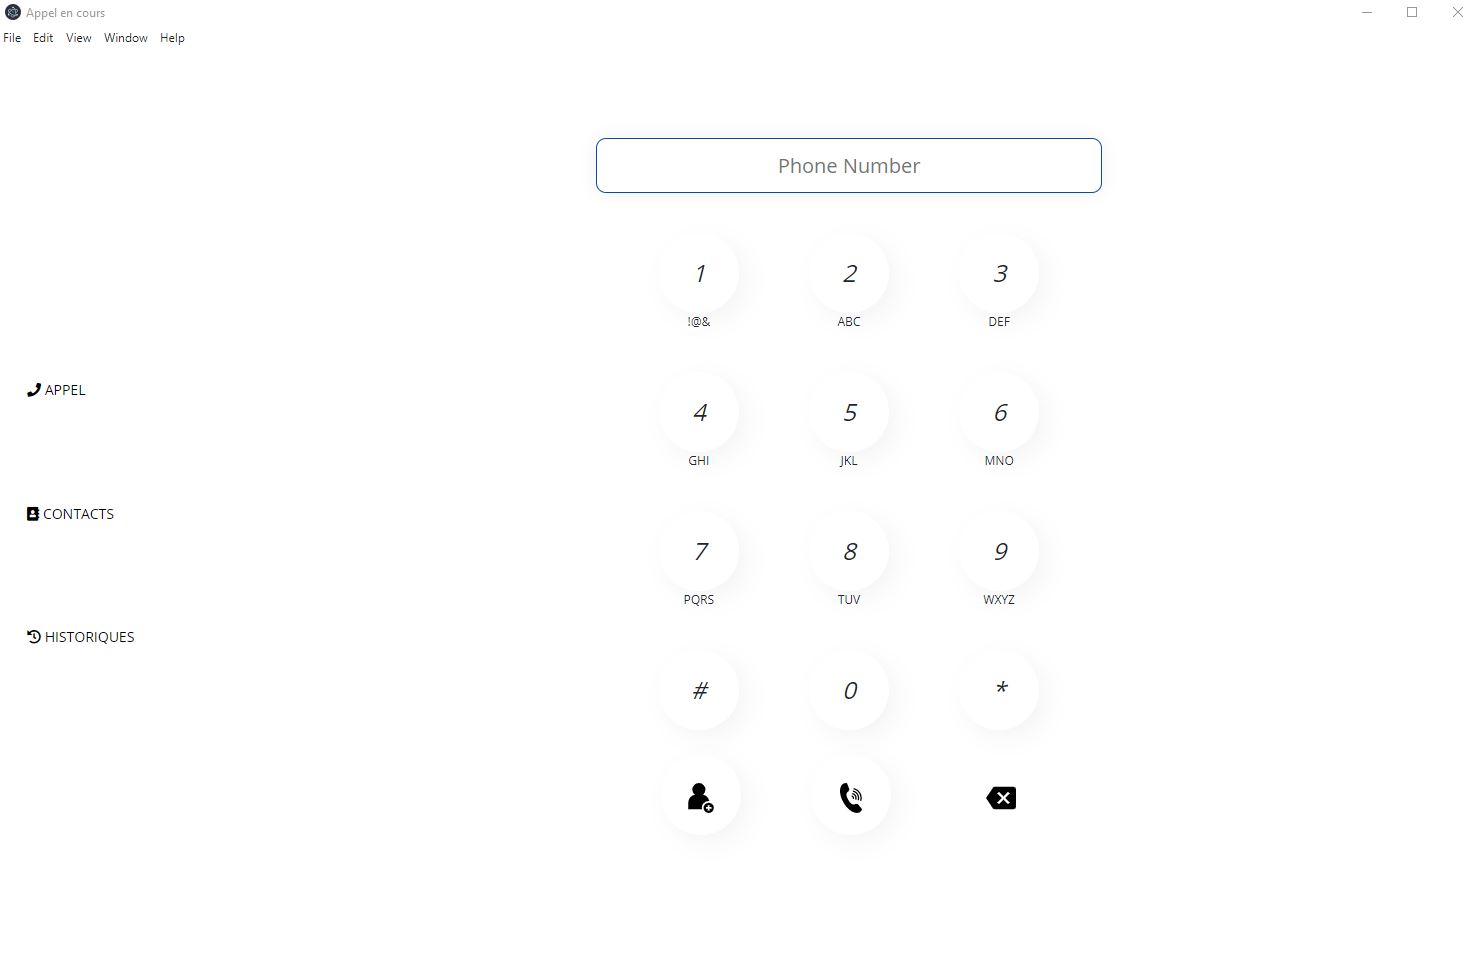 Appel en cours
File Edit View Window Help
Phone Number
1 2 3
!@& ABC DEF
APPEL
4 5 6
GHI JKL MNO
CONTACTS
7 8 9
PQRS TUV WXYZ
HISTORIQUES
# 0 *